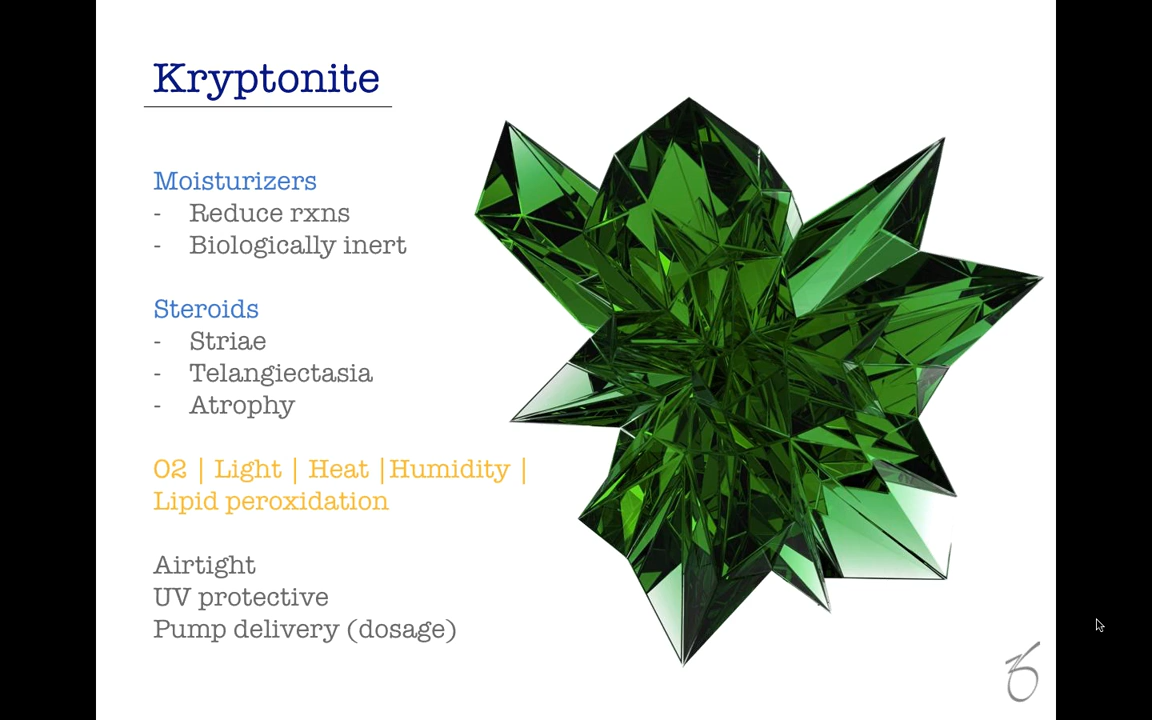 Kryptonite
Moisturizers
- Reduce rxns
- Biologically inert
Steroids
- Striae
- Telangiectasia
- Atrophy
O2 | Light | Heat |Humidity |
Lipid peroxidation
Airtight
UV protective
Pump delivery (dosage)